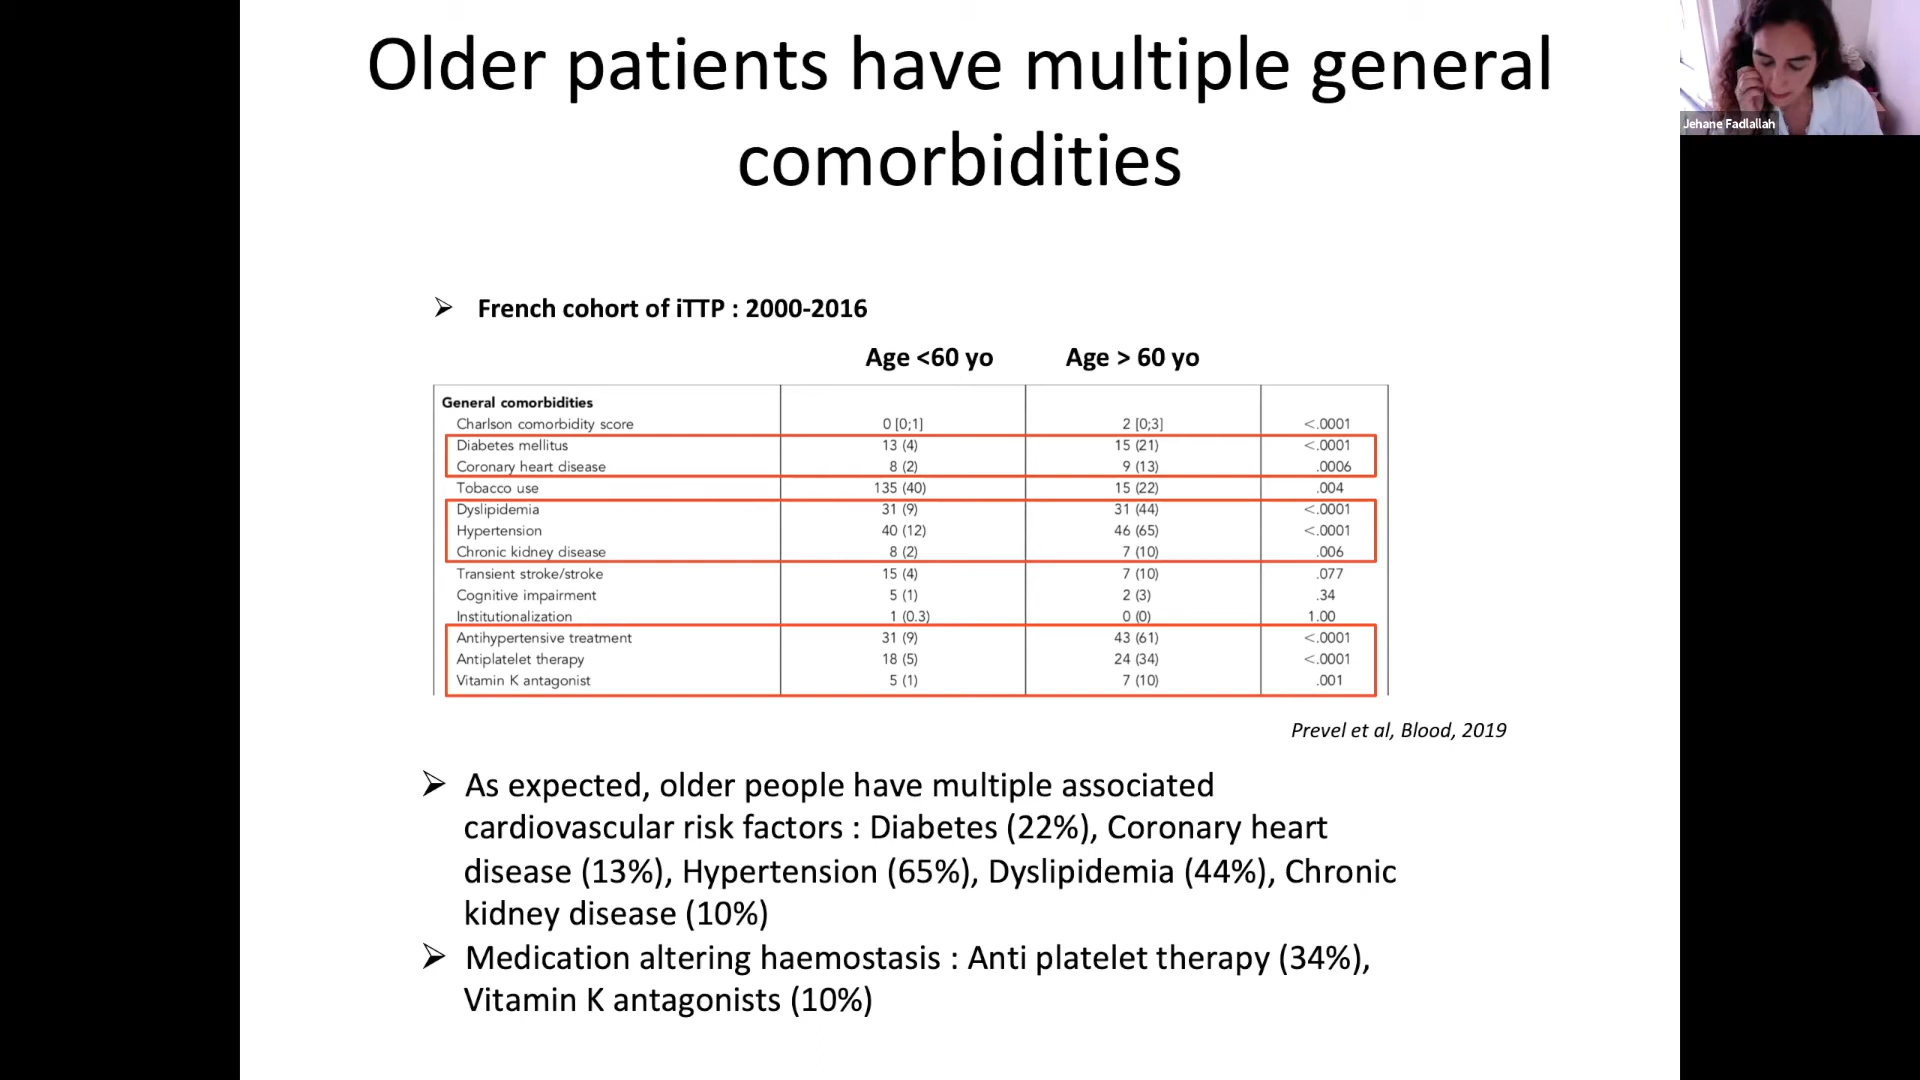 Older patients have multiple general
comorbidities
Jehane Fadlallah
➢ French cohort of iTTP : 2000-2016
Age <60 yo Age > 60 yo
General comorbidities
Charlson comorbidity score 0 [0;1] 2 [0;3] <.0001
Diabetes mellitus 13 (4) 15 (21) <.0001
Coronary heart disease 8 (2) 9 (13) .0006
Tobacco use 135 (40) 15 (22) .004
Dyslipidemia 31 (9) 31 (44) <.0001
Hypertension 40 (12) 46 (65) <.0001
Chronic kidney disease 8 (2) 7 (10) .006
Transient stroke/stroke 15 (4) 7 (10) .077
Cognitive impairment 5 (1) 2 (3) .34
Institutionalization 1 (0.3) 0 (0) 1.00
Antihypertensive treatment 31 (9) 43 (61) <.0001
Antiplatelet therapy 18 (5) 24 (34) <.0001
Vitamin K antagonist 5 (1) 7 (10) .001
Prevel et al, Blood, 2019
➢ As expected, older people have multiple associated
cardiovascular risk factors : Diabetes (22%), Coronary heart
disease (13%), Hypertension (65%), Dyslipidemia (44%), Chronic
kidney disease (10%)
➢ Medication altering haemostasis : Anti platelet therapy (34%),
Vitamin K antagonists (10%)